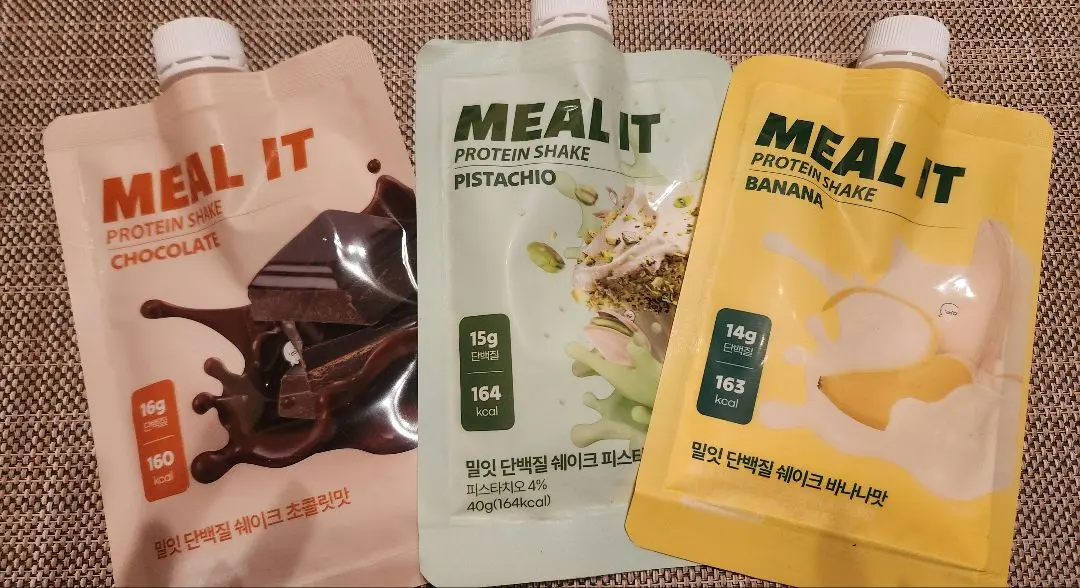 MEAL IT
PROTEIN SHAKE
CHOCOLATE
16g
단백질
160
kcal
밀잇 단백질 쉐이크 초콜릿맛
MEAL IT
PROTEIN SHAKE
PISTACHIO
15g
단백질
164
kcal
밀잇 단백질 쉐이크 피스타
피스타치오 4%
40g(164kcal)
MEAL IT
PROTEIN SHAKE
BANANA
14g
단백질
163
kcal
밀잇 단백질 쉐이크 바나나맛